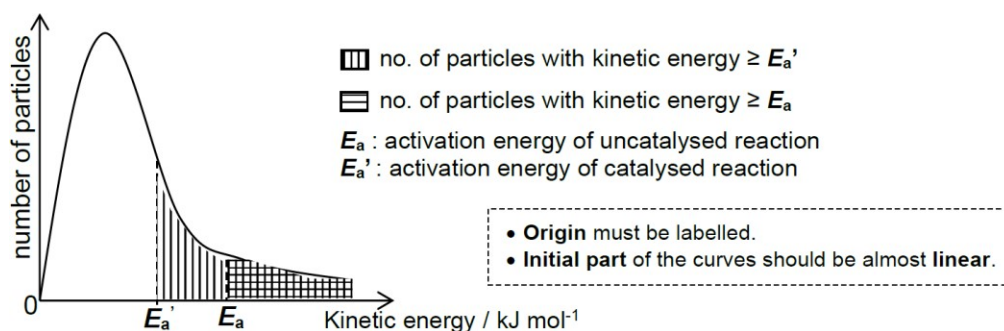 number of particles
no. of particles with kinetic energy ≥ Eₐ’
no. of particles with kinetic energy ≥ Eₐ
Eₐ : activation energy of uncatalysed reaction
Eₐ’ : activation energy of catalysed reaction
• Origin must be labelled.
• Initial part of the curves should be almost linear.
0
Eₐ’ Eₐ Kinetic energy / kJ mol⁻¹